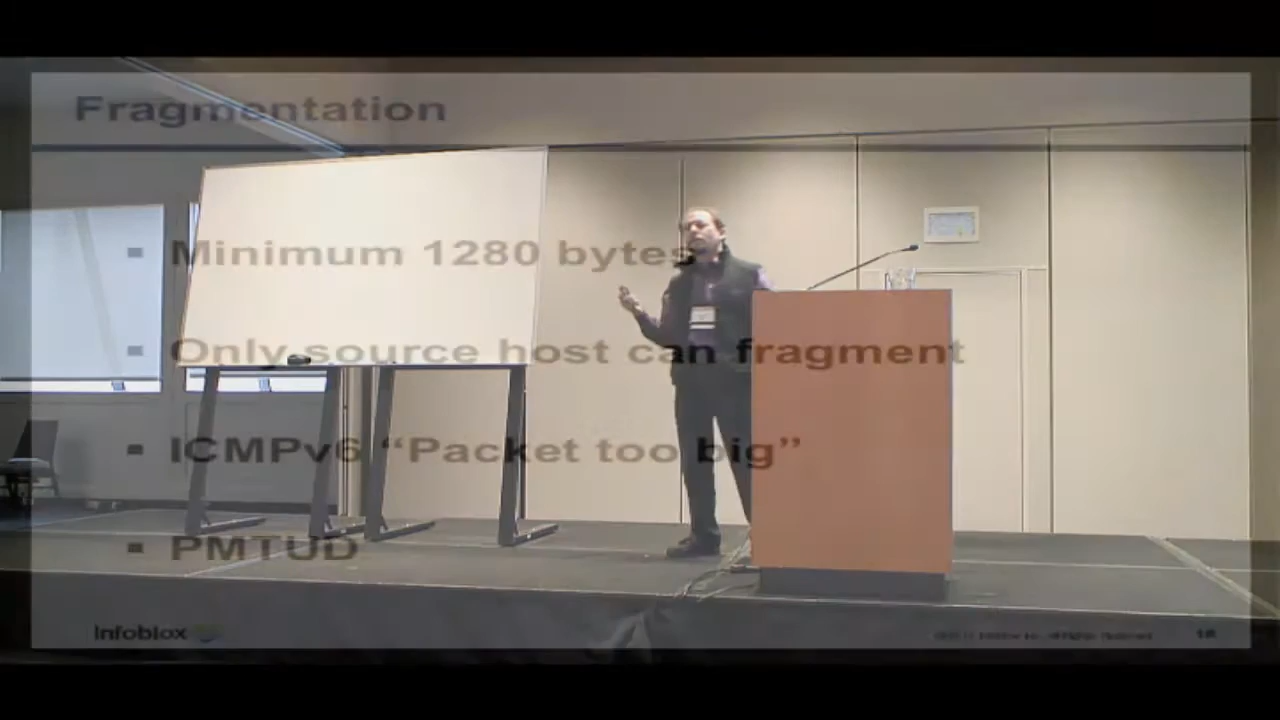 Fragmentation
▪ Minimum 1280 bytes
▪ Only source host can fragment
▪ ICMPv6 “Packet too big”
▪ PMTUD
Infoblox